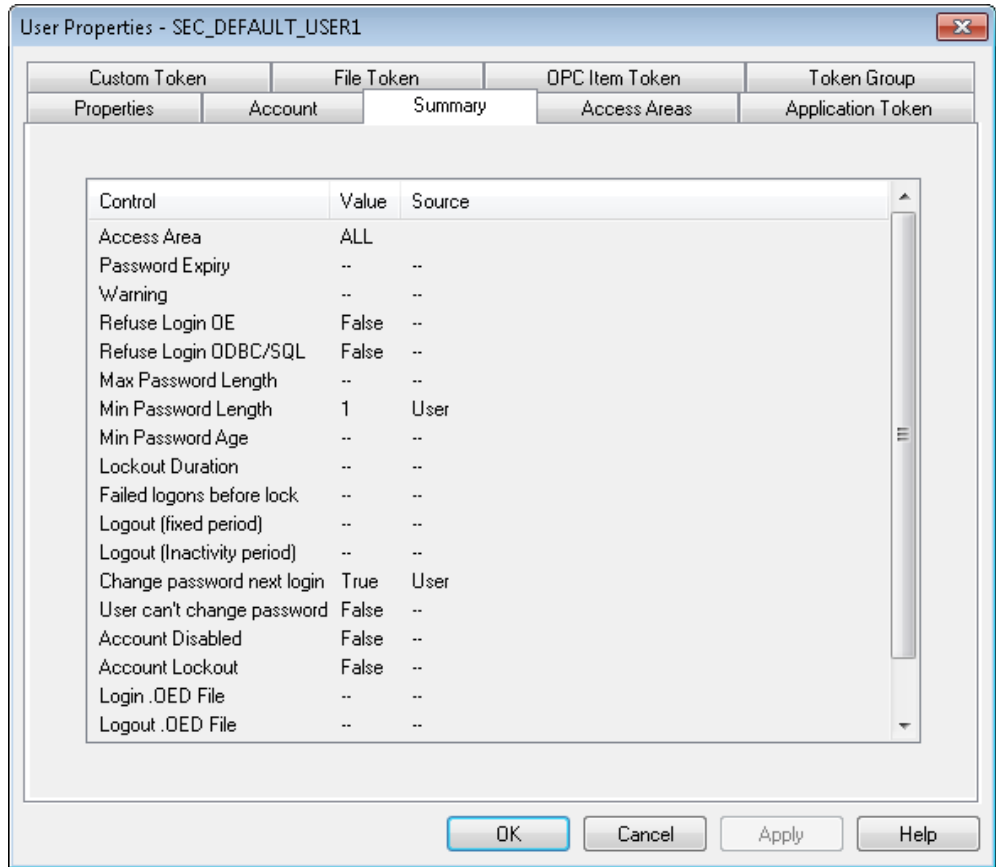 User Properties - SEC_DEFAULT_USER1
Custom Token File Token OPC Item Token Token Group
Properties Account Summary Access Areas Application Token
Control Value Source
Access Area ALL
Password Expiry -- --
Warning -- --
Refuse Login OE False --
Refuse Login ODBC/SQL False --
Max Password Length -- --
Min Password Length 1 User
Min Password Age -- --
Lockout Duration -- --
Failed logons before lock -- --
Logout (fixed period) -- --
Logout (Inactivity period) -- --
Change password next login True User
User can't change password False --
Account Disabled False --
Account Lockout False --
Login .OED File -- --
Logout .OED File -- --
OK Cancel Apply Help